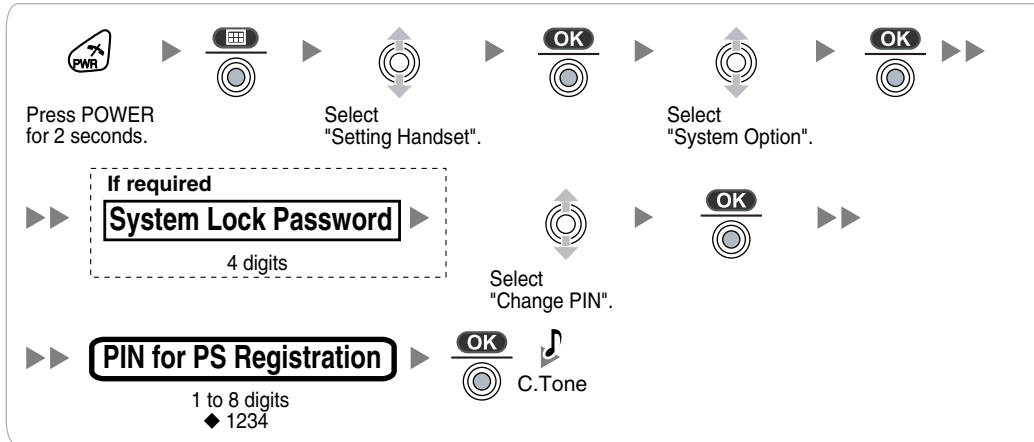 PWR
OK
OK
Press POWER
for 2 seconds.
Select
"Setting Handset".
Select
"System Option".
If required
System Lock Password
4 digits
OK
Select
"Change PIN".
PIN for PS Registration
1 to 8 digits
◆ 1234
OK
C.Tone